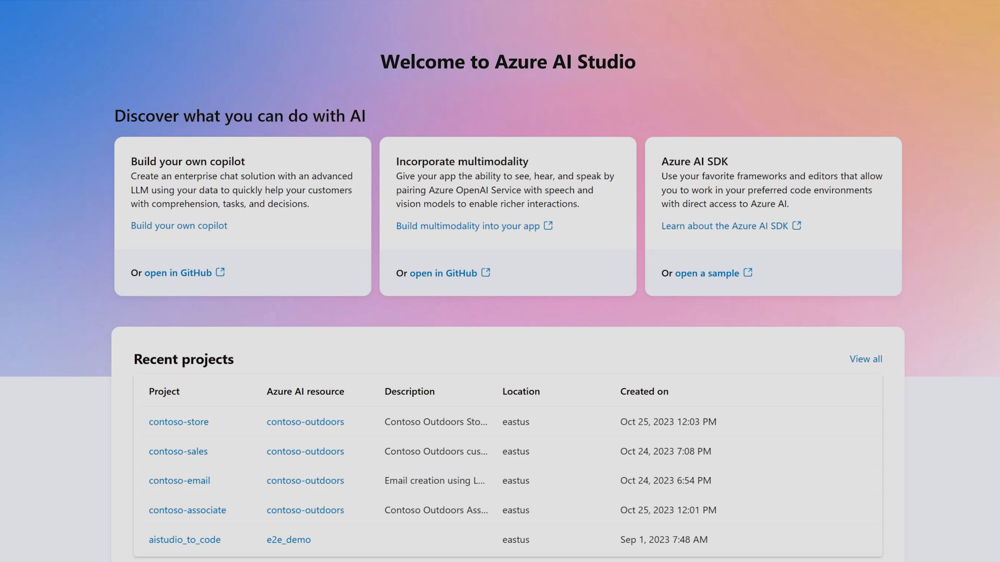 Welcome to Azure AI Studio
Discover what you can do with AI
Build your own copilot
Create an enterprise chat solution with an advanced
LLM using your data to quickly help your customers
with comprehension, tasks, and decisions.
Build your own copilot
Or open in GitHub
Incorporate multimodality
Give your app the ability to see, hear, and speak by
pairing Azure OpenAI Service with speech and
vision models to enable richer interactions.
Build multimodality into your app
Or open in GitHub
Azure AI SDK
Use your favorite frameworks and editors that allow
you to work in your preferred code environments
with direct access to Azure AI.
Learn about the Azure AI SDK
Or open a sample
Recent projects View all
Project Azure AI resource Description Location Created on
contoso-store contoso-outdoors Contoso Outdoors Sto... eastus Oct 25, 2023 12:03 PM
contoso-sales contoso-outdoors Contoso Outdoors cus... eastus Oct 24, 2023 7:08 PM
contoso-email contoso-outdoors Email creation using L... eastus Oct 24, 2023 6:54 PM
contoso-associate contoso-outdoors Contoso Outdoors Ass... eastus Oct 25, 2023 12:01 PM
aistudio_to_code e2e_demo eastus Sep 1, 2023 7:48 AM